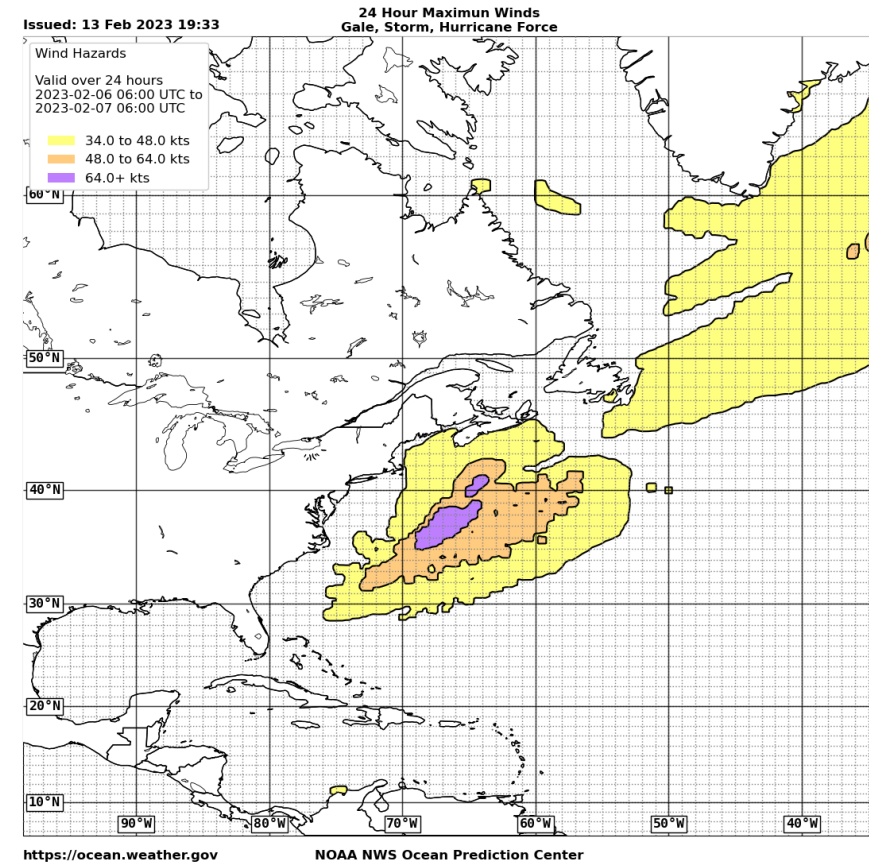 24 Hour Maximun Winds
Issued: 13 Feb 2023 19:33
Gale, Storm, Hurricane Force
Wind Hazards
Valid over 24 hours
2023-02-06 06:00 UTC to
2023-02-07 06:00 UTC
34.0 to 48.0 kts
48.0 to 64.0 kts
64.0+ kts
60°N
50°N
40°N
30°N
20°N
10°N
90°W 80°W 70°W 60°W 50°W 40°W
https://ocean.weather.gov NOAA NWS Ocean Prediction Center